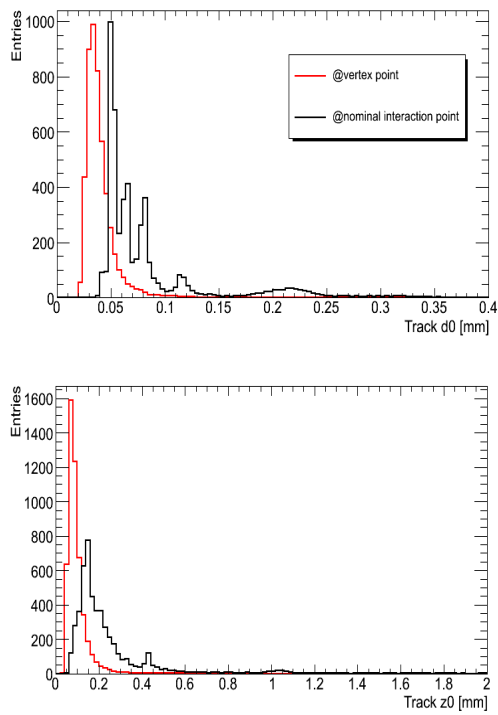 Entries
1000
800
600
400
200
0
@vertex point
@nominal interaction point
0 0.05 0.1 0.15 0.2 0.25 0.3 0.35 0.4
Track d0 [mm]
Entries
1600
1400
1200
1000
800
600
400
200
0
0 0.2 0.4 0.6 0.8 1 1.2 1.4 1.6 1.8 2
Track z0 [mm]